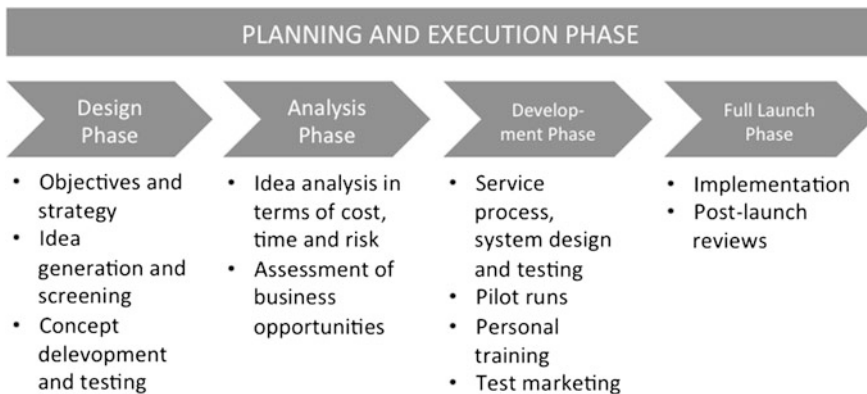 PLANNING AND EXECUTION PHASE
Design
Phase
• Objectives and
strategy
• Idea
generation and
screening
• Concept
delevopment
and testing
Analysis
Phase
• Idea analysis in
terms of cost,
time and risk
• Assessment of
business
opportunities
Develop-
ment Phase
• Service
process,
system design
and testing
• Pilot runs
• Personal
training
• Test marketing
Full Launch
Phase
• Implementation
• Post-launch
reviews